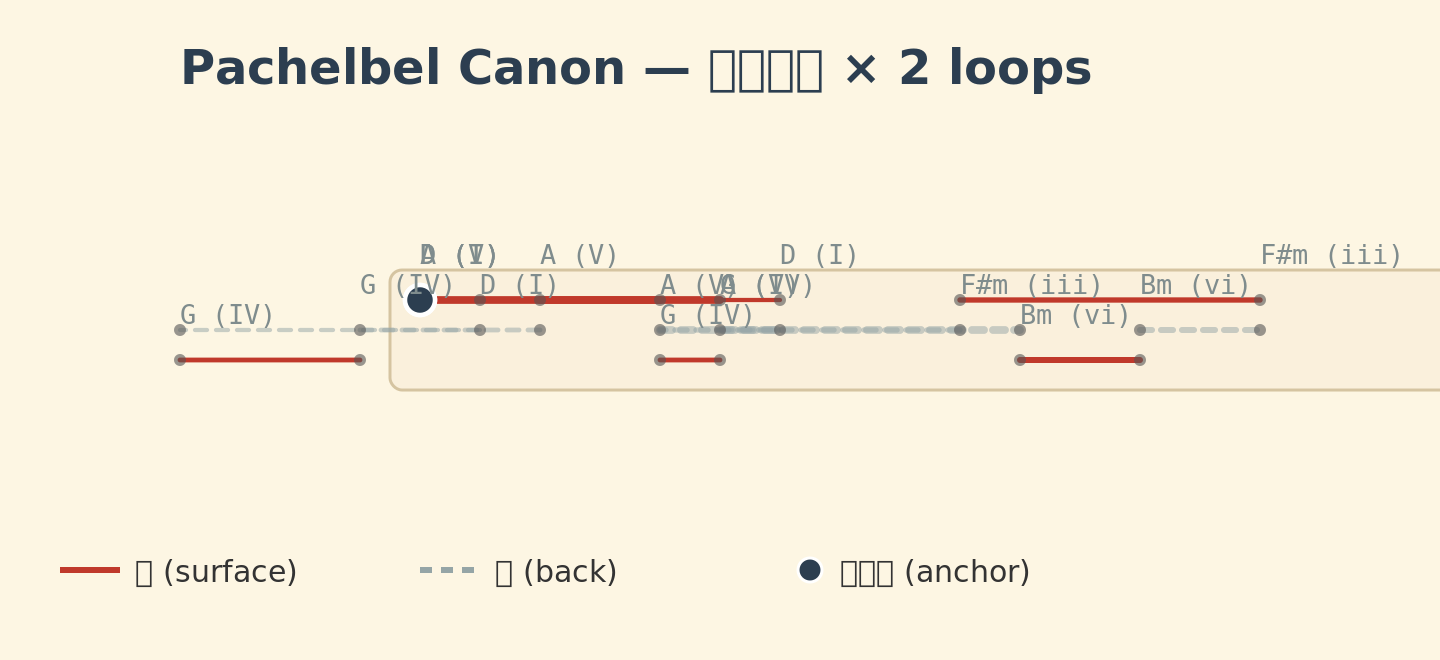 Pachelbel Canon — □□□□ × 2 loops
D (I) A (V) D (I) F#m (iii)
G (IV) D (I) A (V) F#m (iii) Bm (vi)
G (IV) G (IV) Bm (vi)
□ (surface) □ (back) □□□ (anchor)